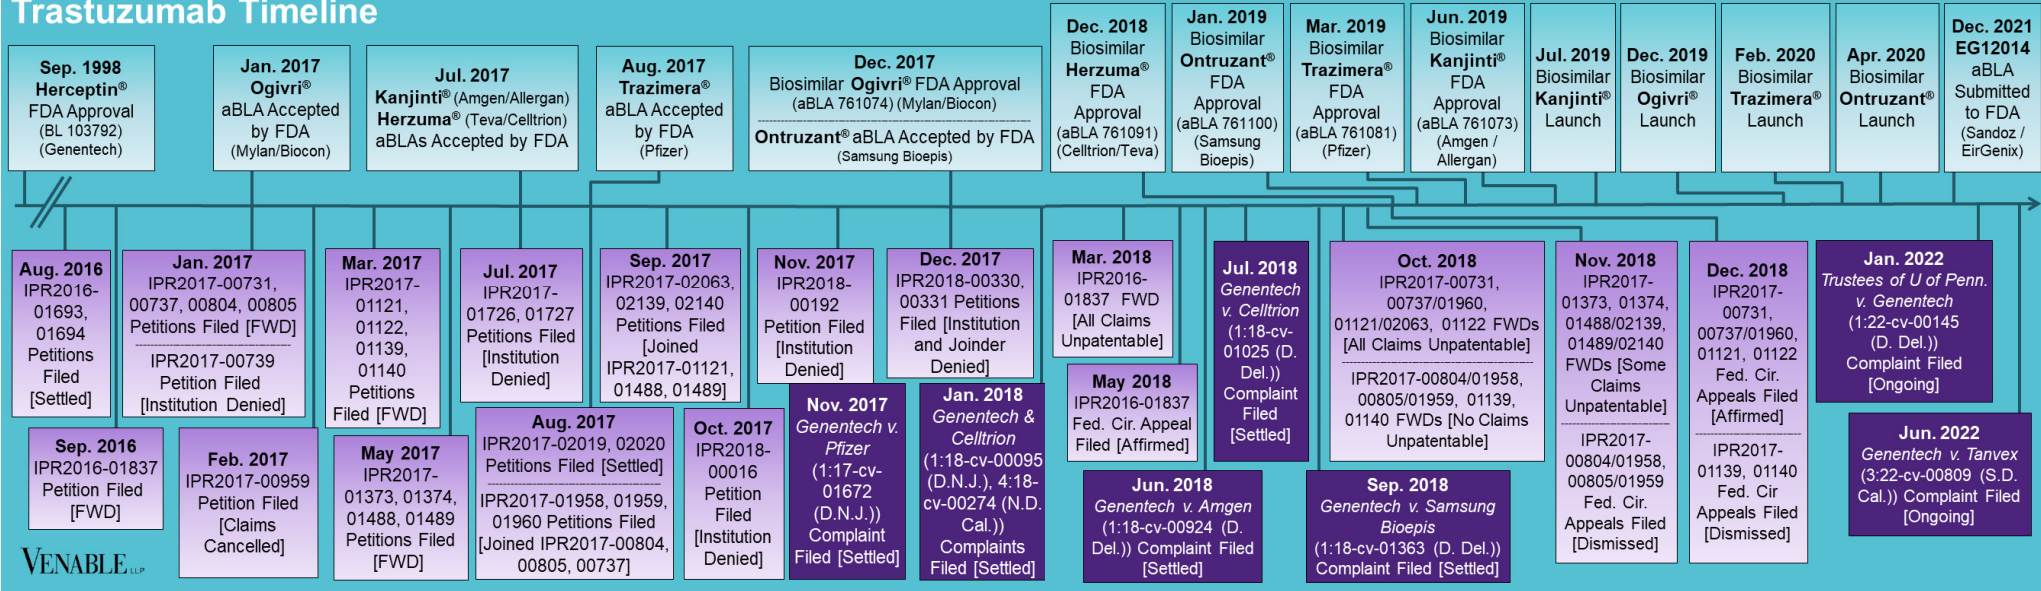 Trastuzumab Timeline
Sep. 1998
Herceptin®
FDA Approval
(BL 103792)
(Genentech)
Jan. 2017
Ogivri®
aBLA Accepted
by FDA
(Mylan/Biocon)
Jul. 2017
Kanjinti® (Amgen/Allergan)
Herzuma® (Teva/Celltrion)
aBLAs Accepted by FDA
Aug. 2017
Trazimera®
aBLA Accepted
by FDA
(Pfizer)
Dec. 2017
Biosimilar Ogivri® FDA Approval
(aBLA 761074) (Mylan/Biocon)
Ontruzant® aBLA Accepted by FDA
(Samsung Bioepis)
Dec. 2018
Biosimilar
Herzuma®
FDA
Approval
(aBLA 761091)
(Celltrion/Teva)
Jan. 2019
Biosimilar
Ontruzant®
FDA
Approval
(aBLA 761100)
(Samsung
Bioepis)
Mar. 2019
Biosimilar
Trazimera®
FDA
Approval
(aBLA 761081)
(Pfizer)
Jun. 2019
Biosimilar
Kanjinti®
FDA
Approval
(aBLA 761073)
(Amgen /
Allergan)
Jul. 2019
Biosimilar
Kanjinti®
Launch
Dec. 2019
Biosimilar
Ogivri®
Launch
Feb. 2020
Biosimilar
Trazimera®
Launch
Apr. 2020
Biosimilar
Ontruzant®
Launch
Dec. 2021
EG12014
aBLA
Submitted
to FDA
(Sandoz /
EirGenix)
Aug. 2016
IPR2016-
01693,
01694
Petitions
Filed
[Settled]
Sep. 2016
IPR2016-01837
Petition Filed
[FWD]
Jan. 2017
IPR2017-00731,
00737, 00804, 00805
Petitions Filed [FWD]
IPR2017-00739
Petition Filed
[Institution Denied]
Feb. 2017
IPR2017-00959
Petition Filed
[Claims
Cancelled]
Mar. 2017
IPR2017-
01121,
01122,
01139,
01140
Petitions
Filed [FWD]
May 2017
IPR2017-
01373, 01374,
01488, 01489
Petitions Filed
[FWD]
Jul. 2017
IPR2017-
01726, 01727
Petitions Filed
[Institution
Denied]
Aug. 2017
IPR2017-02019, 02020
Petitions Filed [Settled]
IPR2017-01958, 01959,
01960 Petitions Filed
[Joined IPR2017-00804,
00805, 00737]
Sep. 2017
IPR2017-02063,
02139, 02140
Petitions Filed
[Joined
IPR2017-01121,
01488, 01489]
Oct. 2017
IPR2018-
00016
Petition
Filed
[Institution
Denied]
Nov. 2017
IPR2018-
00192
Petition Filed
[Institution
Denied]
Nov. 2017
Genentech v.
Pfizer
(1:17-cv-
01672
(D.N.J.))
Complaint
Filed [Settled]
Dec. 2017
IPR2018-00330,
00331 Petitions
Filed [Institution
and Joinder
Denied]
Jan. 2018
Genentech &
Celltrion
(1:18-cv-00095
(D.N.J.), 4:18-
cv-00274 (N.D.
Cal.))
Complaints
Filed [Settled]
Mar. 2018
IPR2016-
01837 FWD
[All Claims
Unpatentable]
May 2018
IPR2016-01837
Fed. Cir. Appeal
Filed [Affirmed]
Jun. 2018
Genentech v. Amgen
(1:18-cv-00924 (D.
Del.)) Complaint Filed
[Settled]
Jul. 2018
Genentech
v. Celltrion
(1:18-cv-
01025 (D.
Del.))
Complaint
Filed
[Settled]
Sep. 2018
Genentech v. Samsung
Bioepis
(1:18-cv-01363 (D. Del.))
Complaint Filed [Settled]
Oct. 2018
IPR2017-00731,
00737/01960,
01121/02063, 01122 FWDs
[All Claims Unpatentable]
IPR2017-00804/01958,
00805/01959, 01139,
01140 FWDs [No Claims
Unpatentable]
Nov. 2018
IPR2017-
01373, 01374,
01488/02139,
01489/02140
FWDs [Some
Claims
Unpatentable]
IPR2017-
00804/01958,
00805/01959
Fed. Cir.
Appeals Filed
[Dismissed]
Dec. 2018
IPR2017-
00731,
00737/01960,
01121, 01122
Fed. Cir.
Appeals Filed
[Affirmed]
IPR2017-
01139, 01140
Fed. Cir
Appeals Filed
[Dismissed]
Jan. 2022
Trustees of U of Penn.
v. Genentech
(1:22-cv-00145
(D. Del.))
Complaint Filed
[Ongoing]
Jun. 2022
Genentech v. Tanvex
(3:22-cv-00809 (S.D.
Cal.)) Complaint Filed
[Ongoing]
VENABLE LLP